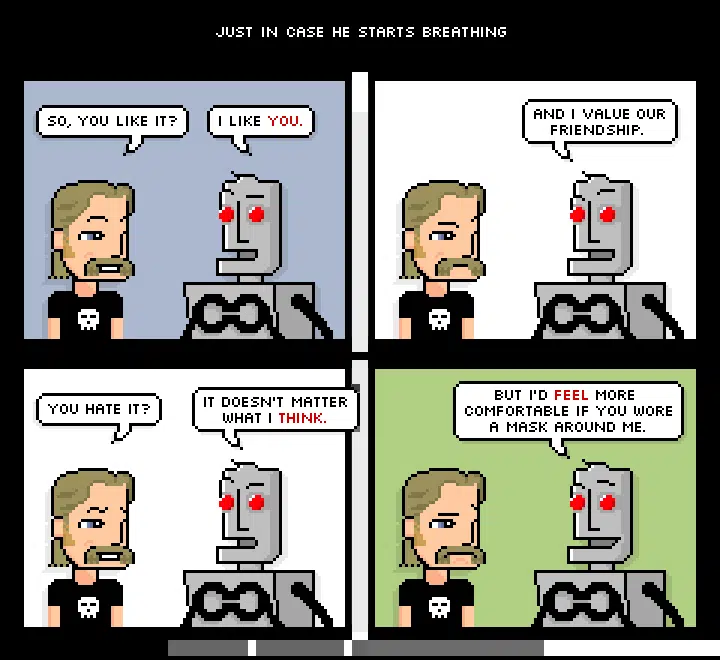 JUST IN CASE HE STARTS BREATHING
SO, YOU LIKE IT?
I LIKE YOU.
AND I VALUE OUR
FRIENDSHIP.
YOU HATE IT?
IT DOESN'T MATTER
WHAT I THINK.
BUT I'D FEEL MORE
COMFORTABLE IF YOU WORE
A MASK AROUND ME.